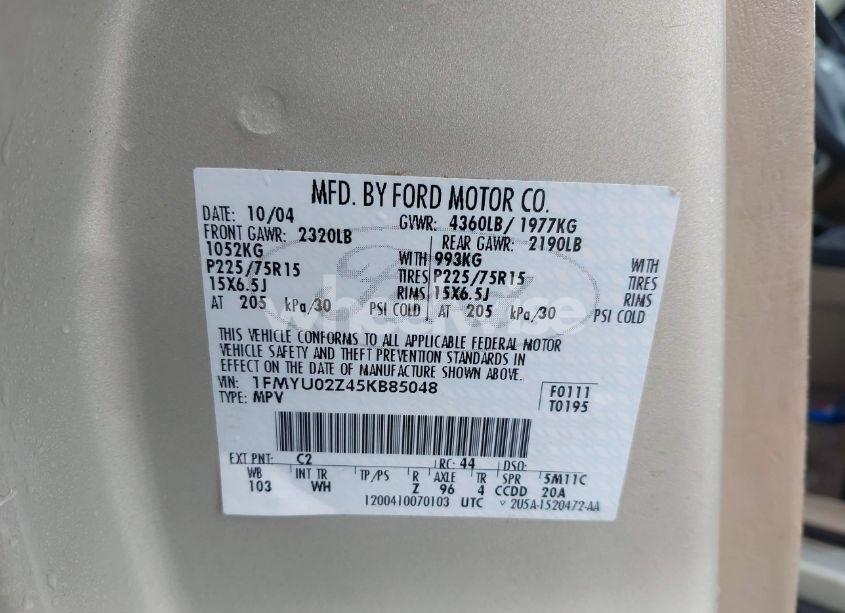 MFD. BY FORD MOTOR CO.
DATE: 10/04 GVWR: 4360LB/ 1977KG
FRONT GAWR: 2320LB REAR GAWR: 2190LB
1052KG WITH 993KG WITH
P225/75R15 TIRES P225/75R15 TIRES
15X6.5J RIMS 15X6.5J RIMS
AT 205 kPa/30 PSI COLD AT 205 kPa/30 PSI COLD
THIS VEHICLE CONFORMS TO ALL APPLICABLE FEDERAL MOTOR
VEHICLE SAFETY AND THEFT PREVENTION STANDARDS IN
EFFECT ON THE DATE OF MANUFACTURE SHOWN ABOVE.
VIN: 1FMYU02Z45KB85048 F0111
TYPE: MPV T0195
EXT PNT: C2 RC: 44 DSO:
WB INT TR TP/PS R AXLE TR SPR 5M11C
103 WH Z 96 4 CCDD 20A
1200410070103 UTC v 2U5A-1520472-AA
wheelwise